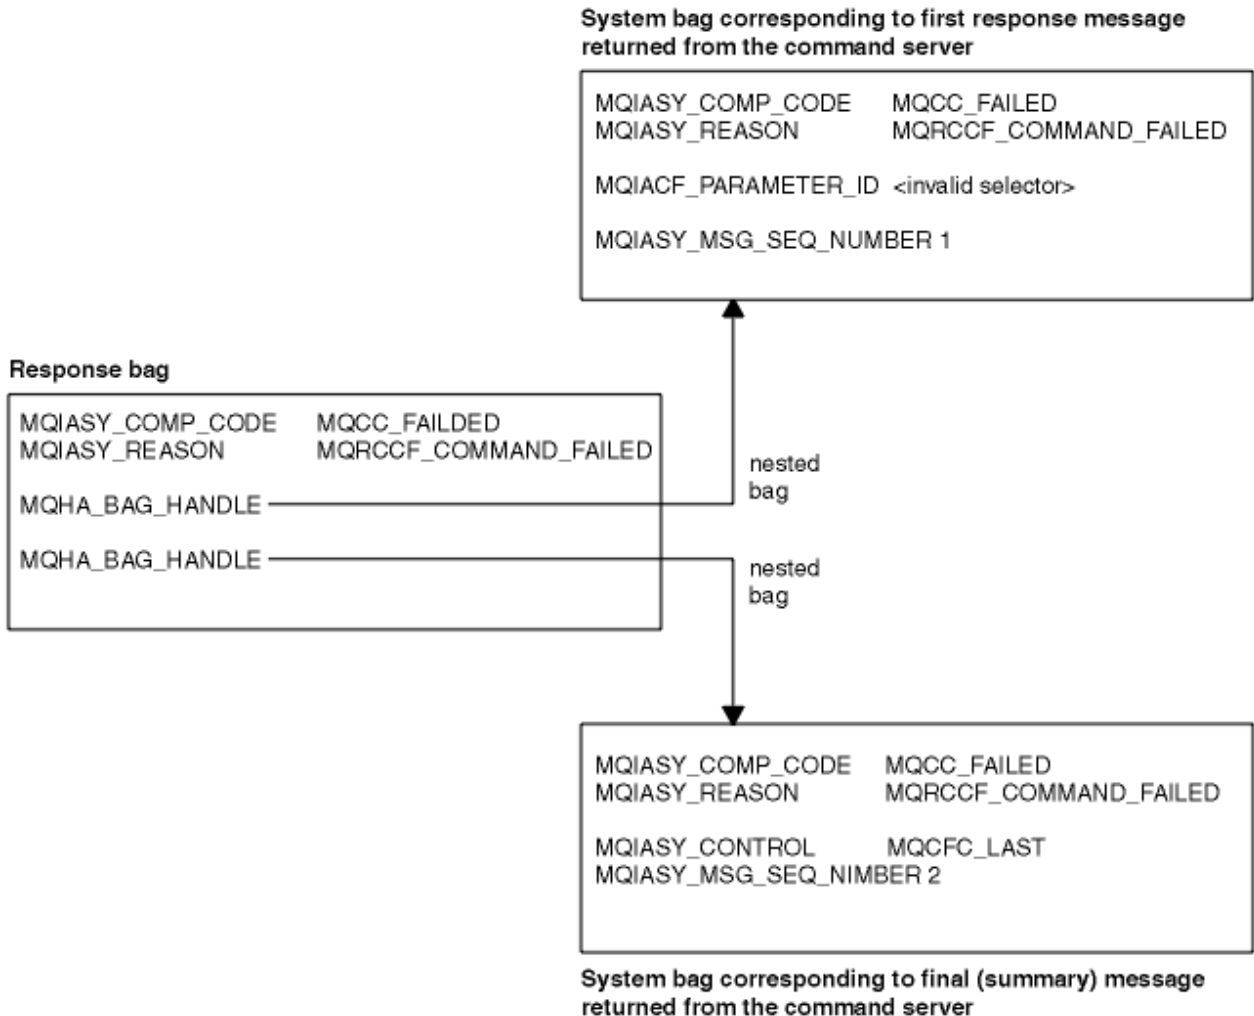 System bag corresponding to first response message
returned from the command server
MQIASY_COMP_CODE MQCC_FAILED
MQIASY_REASON MQRCCF_COMMAND_FAILED
MQIACF_PARAMETER_ID <invalid selector>
MQIASY_MSG_SEQ_NUMBER 1
Response bag
MQIASY_COMP_CODE MQCC_FAILDED
MQIASY_REASON MQRCCF_COMMAND_FAILED
MQHA_BAG_HANDLE
nested
bag
MQHA_BAG_HANDLE
nested
bag
MQIASY_COMP_CODE MQCC_FAILED
MQIASY_REASON MQRCCF_COMMAND_FAILED
MQIASY_CONTROL MQCFC_LAST
MQIASY_MSG_SEQ_NIMBER 2
System bag corresponding to final (summary) message
returned from the command server